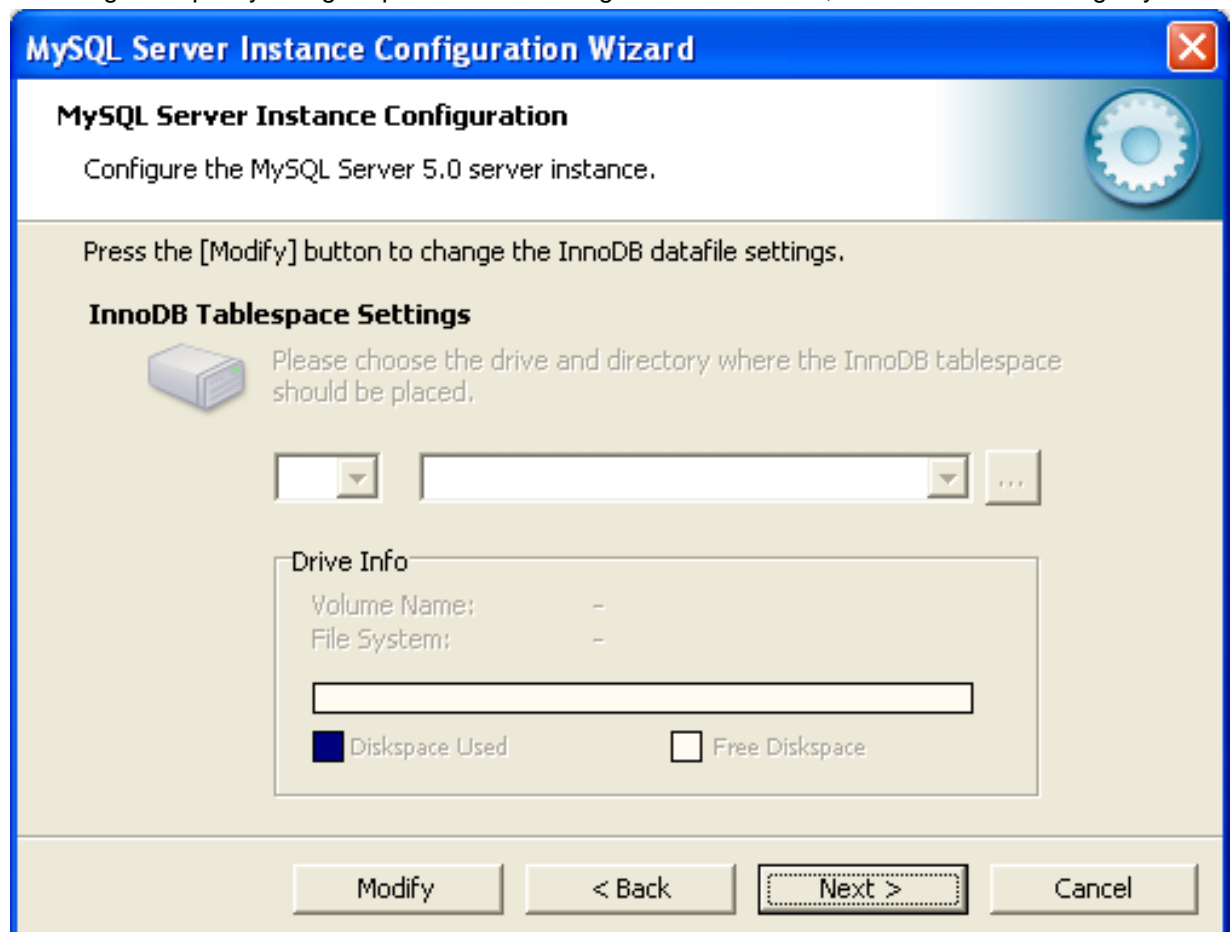 MySQL Server Instance Configuration Wizard
MySQL Server Instance Configuration
Configure the MySQL Server 5.0 server instance.
Press the [Modify] button to change the InnoDB datafile settings.
InnoDB Tablespace Settings
Please choose the drive and directory where the InnoDB tablespace
should be placed.
...
Drive Info
Volume Name: -
File System: -
Diskspace Used Free Diskspace
Modify < Back Next > Cancel